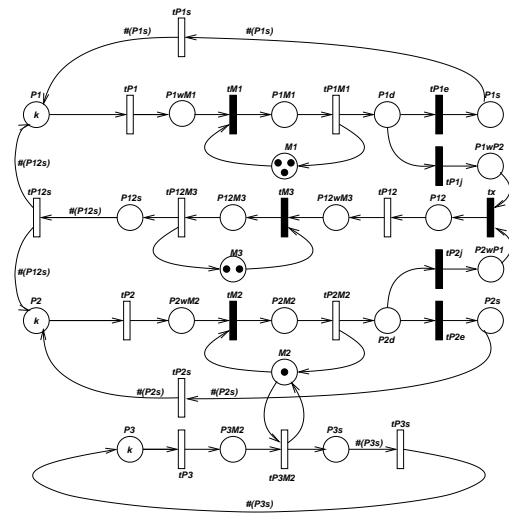 tP1s
#(P1s) #(P1s)
P1 tP1 P1wM1 tM1 P1M1 tP1M1 P1d tP1e P1s
k
M1 tP1j P1wP2
tP12s P12s tP12M3 P12M3 tM3 P12wM3 tP12 P12 tx
#(P12s) #(P12s)
M3
#(P12s) tP2j P2wP1
P2 tP2 P2wM2 tM2 P2M2 tP2M2 P2s
k
P2d tP2e
M2
tP2s
#(P2s) #(P2s)
P3 P3M2 P3s tP3s
k #(P3s)
tP3 tP3M2
#(P3s)